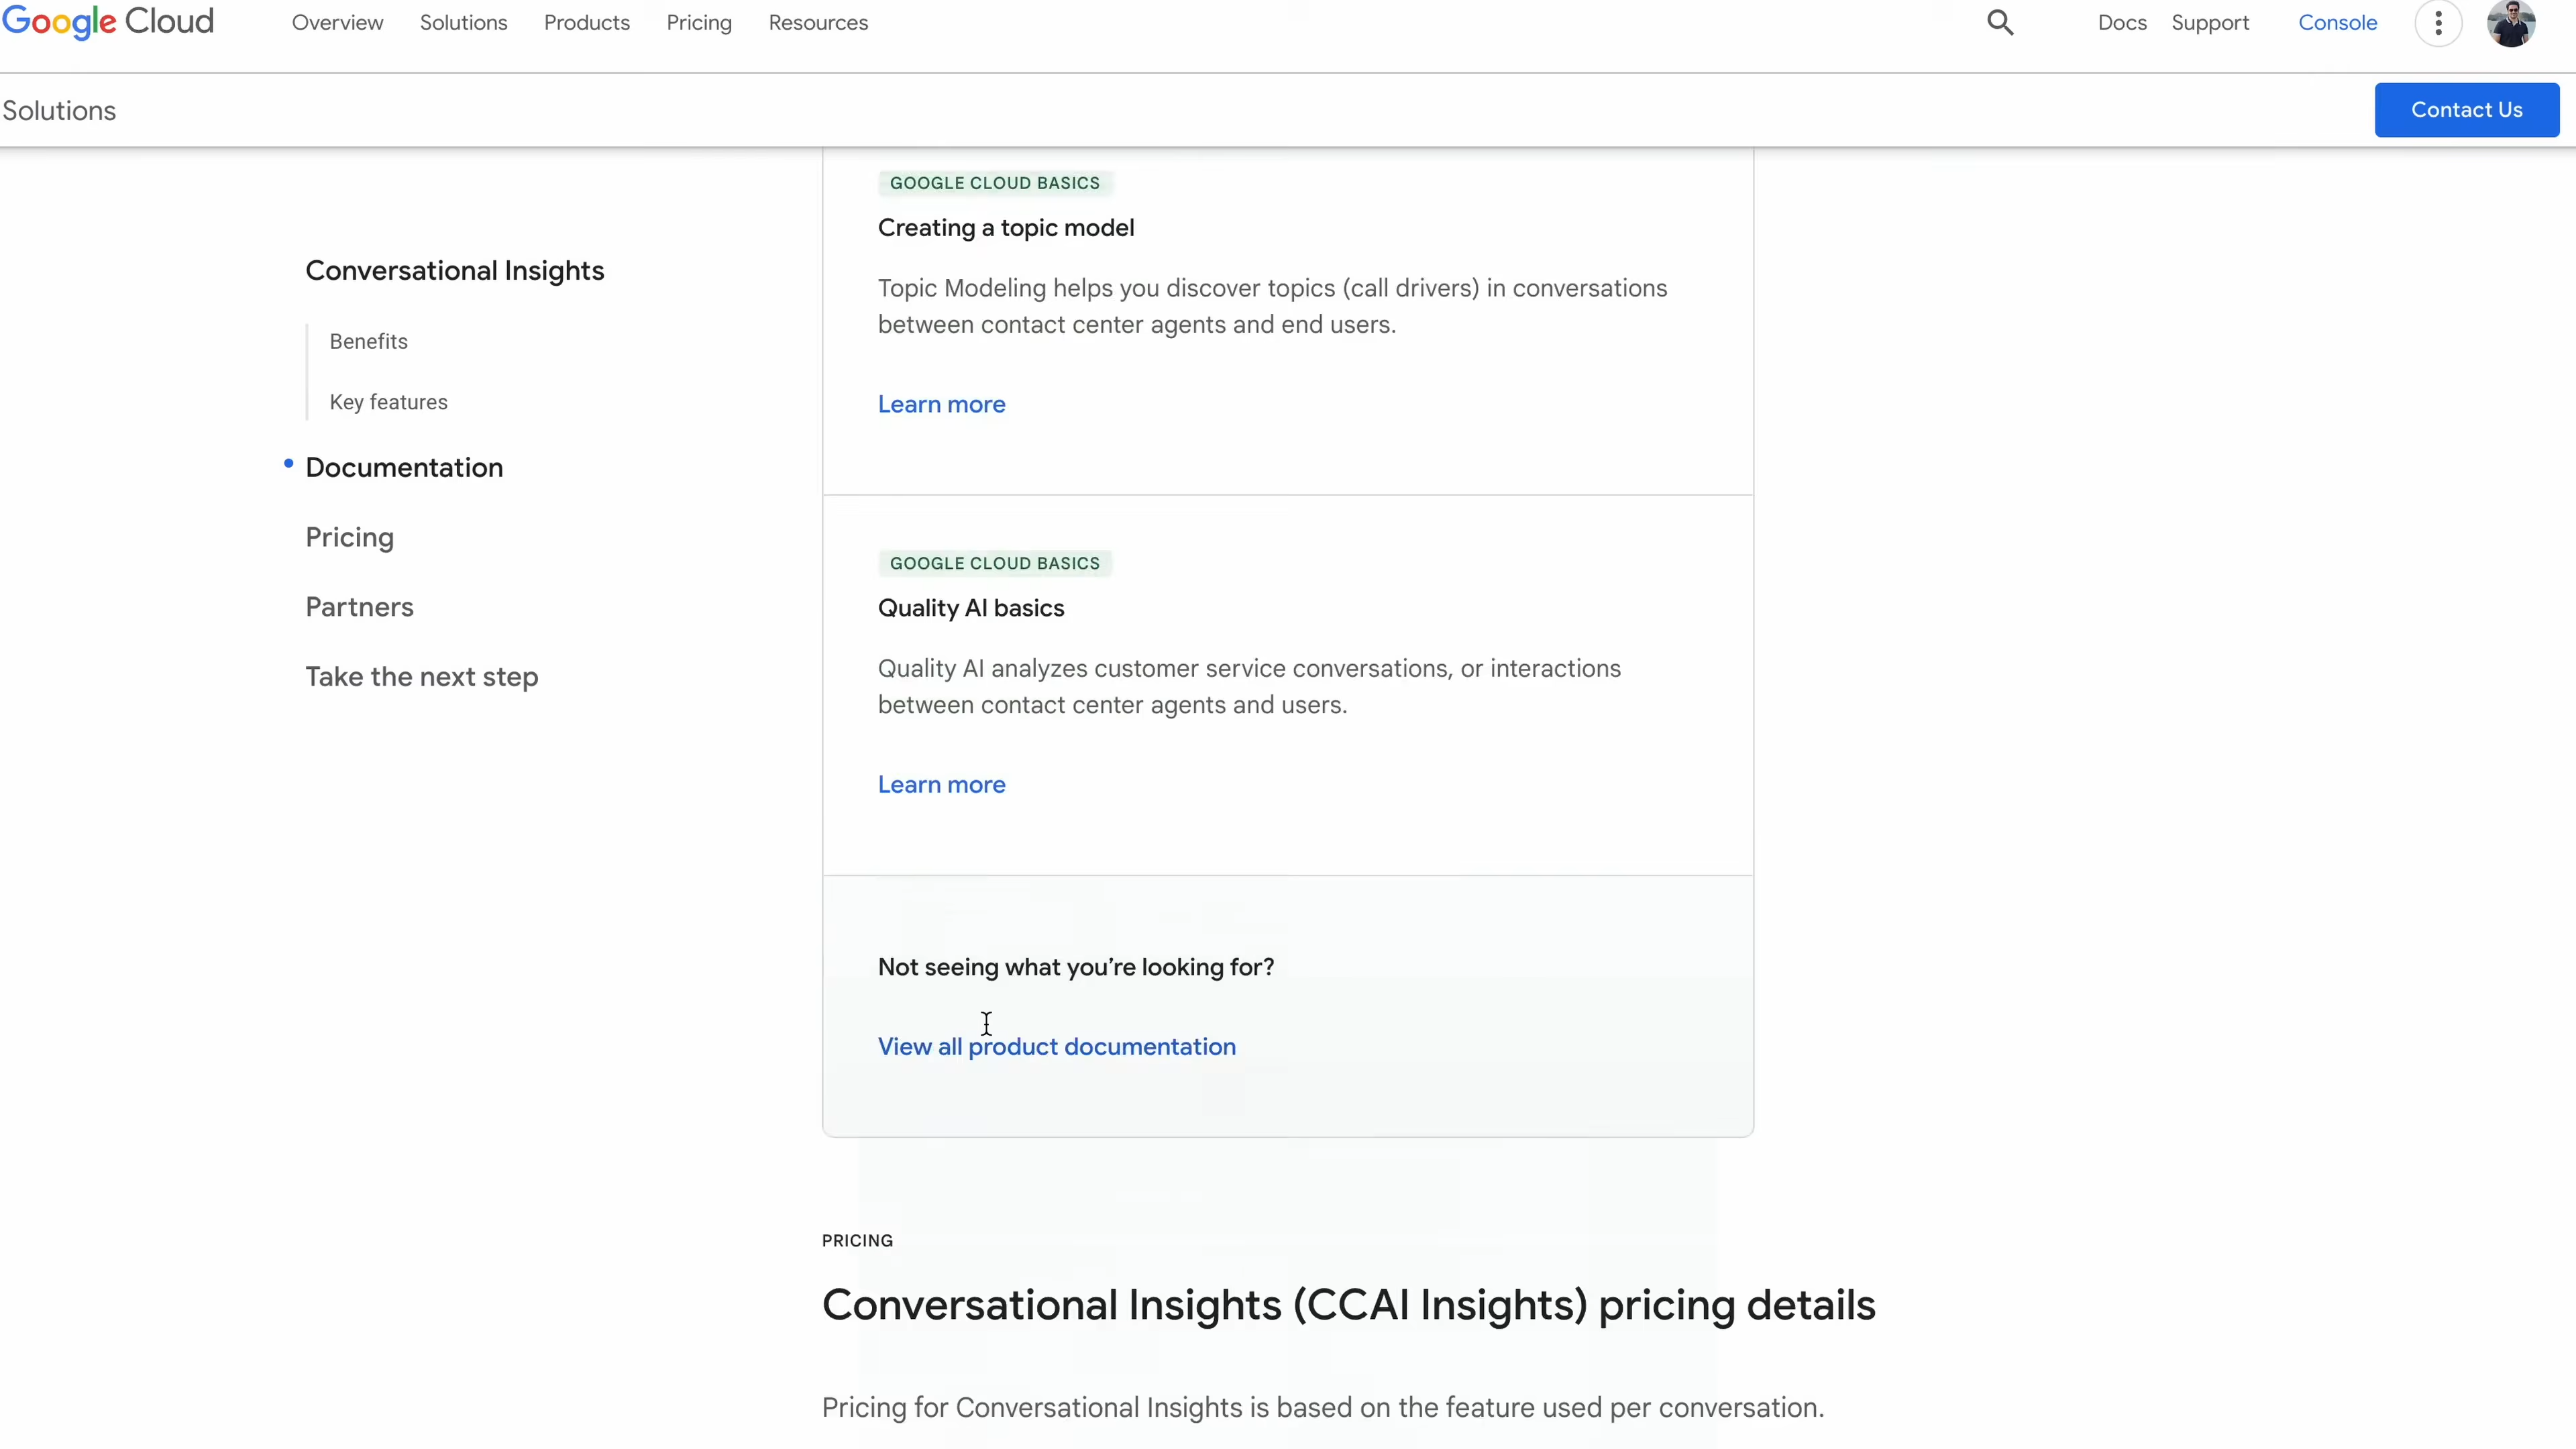 Google Cloud
Overview
Solutions
Products
Pricing
Resources
Docs
Support
Console
Solutions
Contact Us
Conversational Insights
Benefits
Key features
Documentation
Pricing
Partners
Take the next step
GOOGLE CLOUD BASICS
Creating a topic model
Topic Modeling helps you discover topics (call drivers) in conversations
between contact center agents and end users.
Learn more
GOOGLE CLOUD BASICS
Quality AI basics
Quality AI analyzes customer service conversations, or interactions
between contact center agents and users.
Learn more
Not seeing what you’re looking for?
View all product documentation
PRICING
Conversational Insights (CCAI Insights) pricing details
Pricing for Conversational Insights is based on the feature used per conversation.